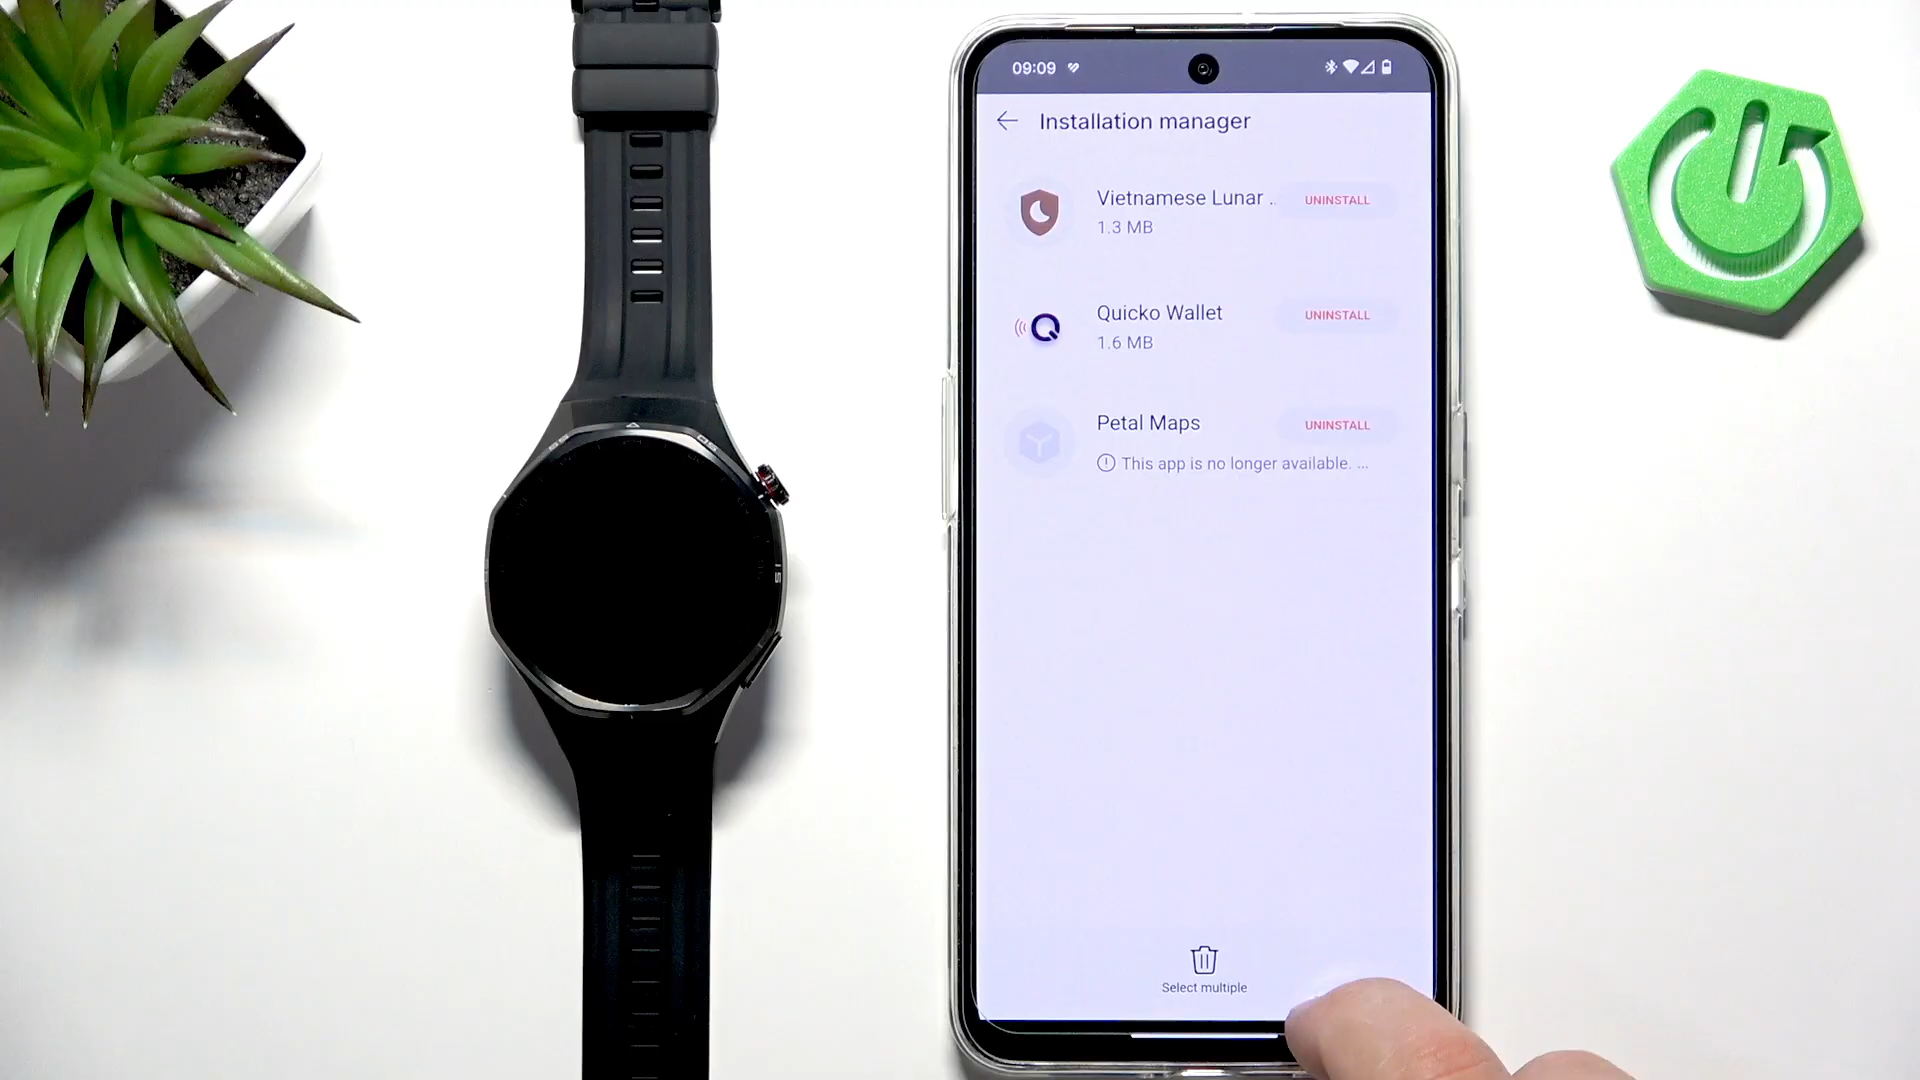 09:09
Installation manager
Vietnamese Lunar ..
UNINSTALL
1.3 MB
Quicko Wallet
UNINSTALL
1.6 MB
Petal Maps
UNINSTALL
This app is no longer available. ...
Select multiple